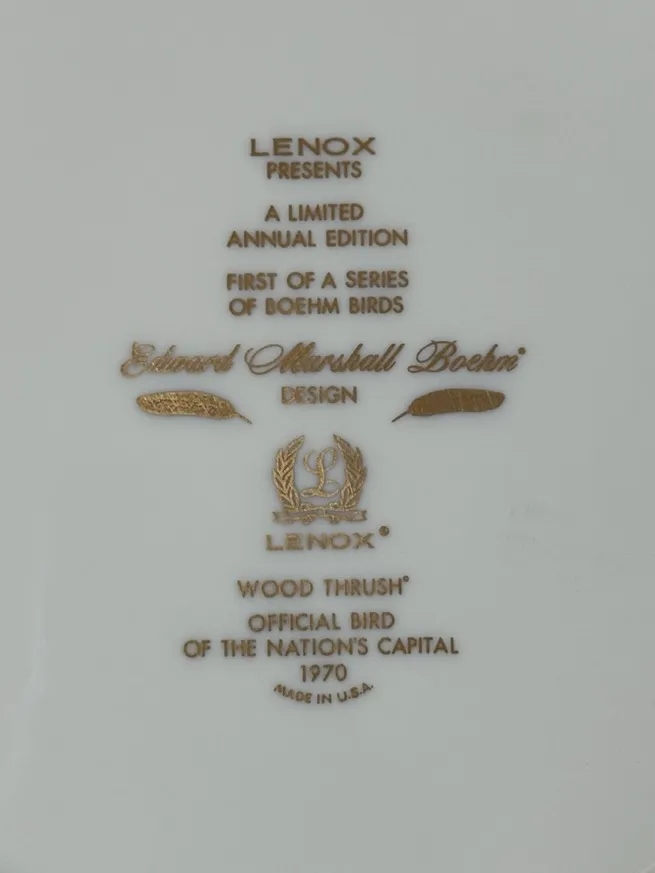 LENOX
PRESENTS
A LIMITED
ANNUAL EDITION
FIRST OF A SERIES
OF BOEHM BIRDS
Edward Marshall Boehm®
DESIGN
L
LENOX®
WOOD THRUSH®
OFFICIAL BIRD
OF THE NATION'S CAPITAL
1970
MADE IN U.S.A.